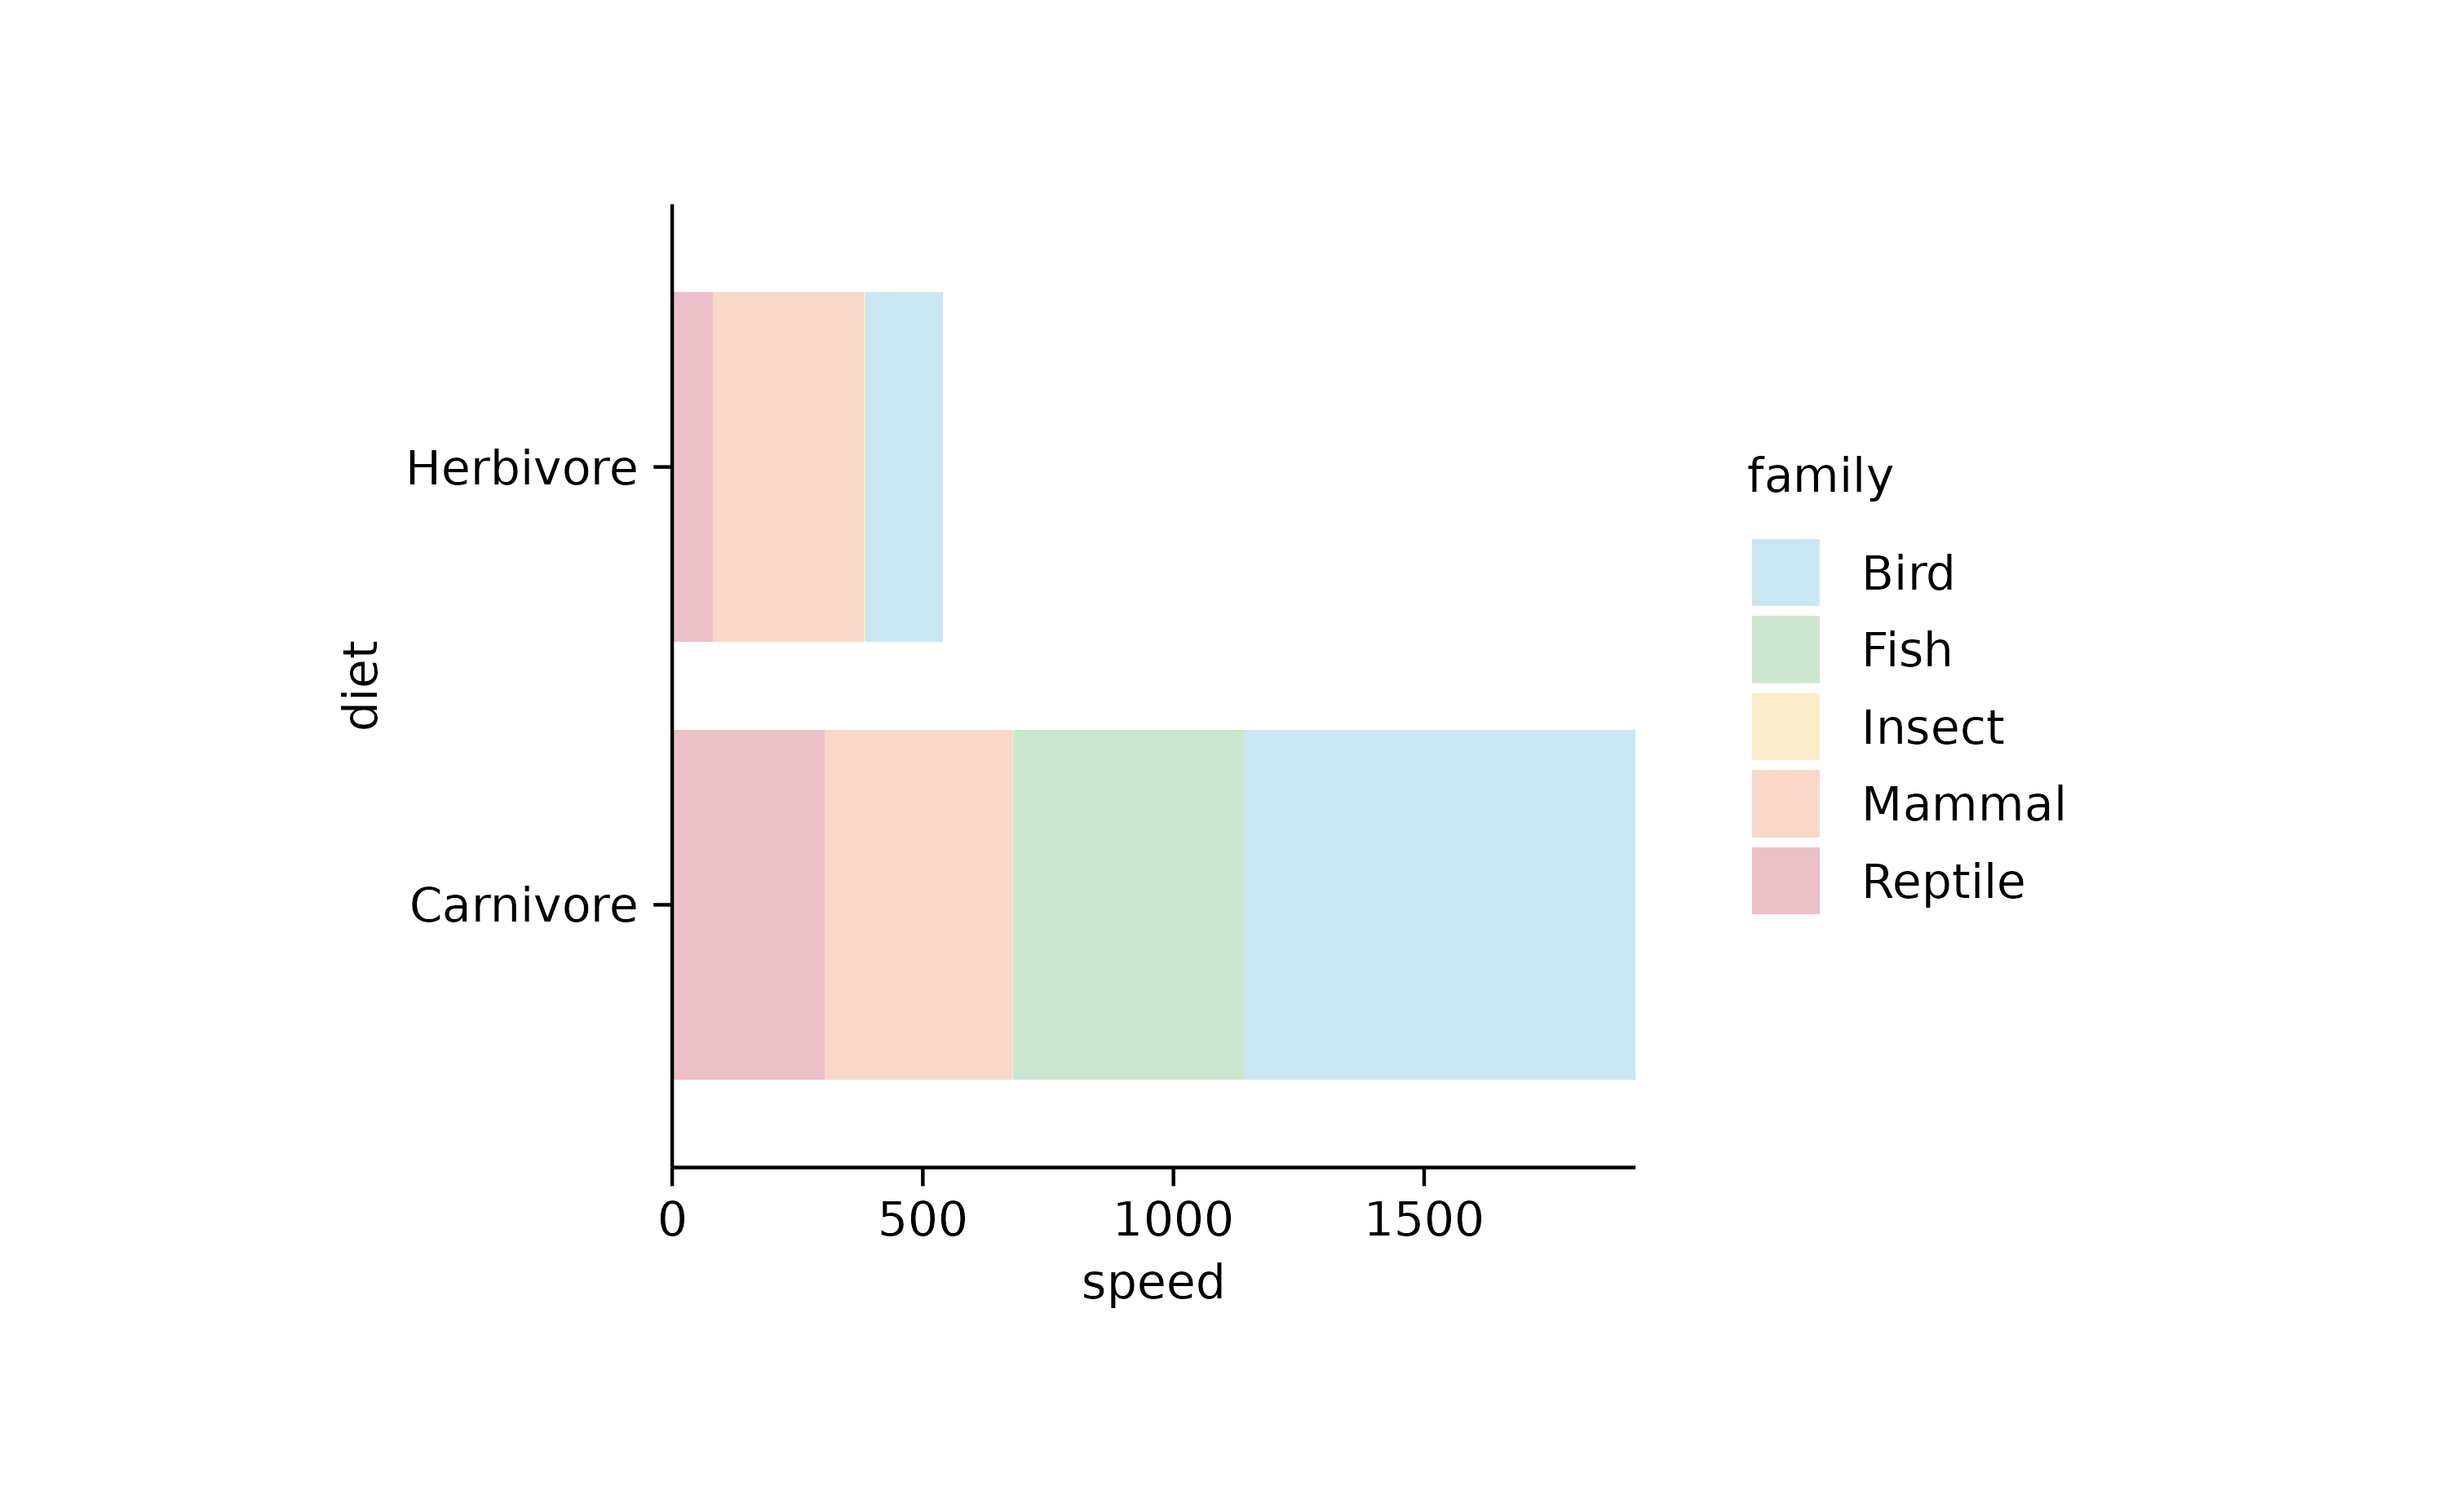 Herbivore
Carnivore
diet
0 500 1000 1500
speed
family
Bird
Fish
Insect
Mammal
Reptile